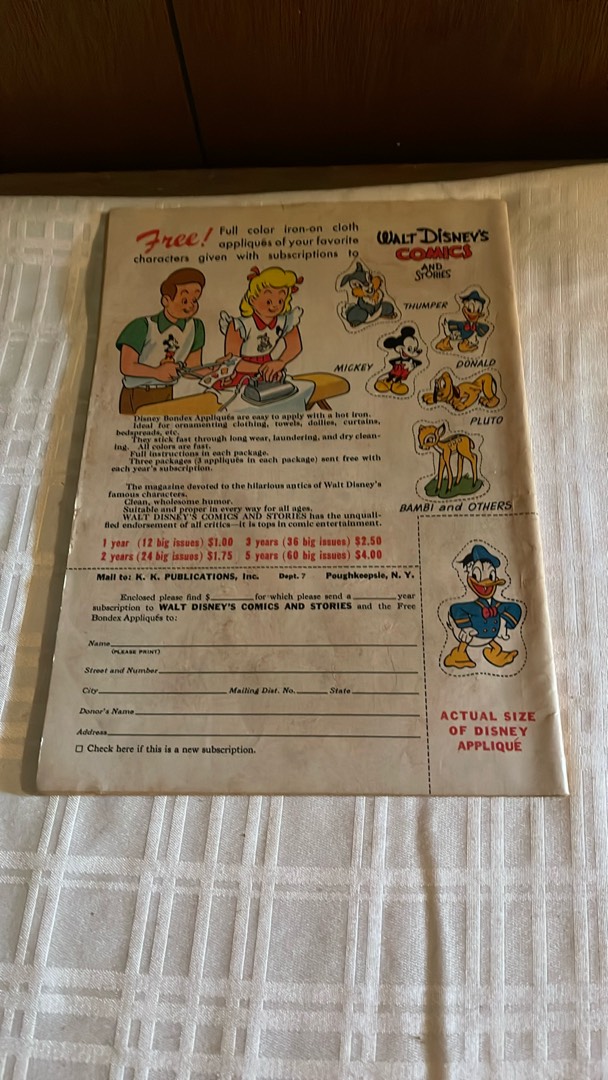 Free! Full color iron-on cloth
appliqués of your favorite
characters given with subscriptions to
WALT DISNEY'S
COMICS
AND
STORIES
THUMPER
MICKEY
DONALD
PLUTO
BAMBI and OTHERS
Disney Bondex Appliqués are easy to apply with a hot iron.
Ideal for ornamenting clothing, towels, doilies, curtains,
bedspreads, etc.
They stick fast through long wear, laundering, and dry clean-
ing. All colors are fast.
Full instructions in each package.
Three packages (3 appliqués in each package) sent free with
each year's subscription.
The magazine devoted to the hilarious antics of Walt Disney's
famous characters.
Clean, wholesome humor.
Suitable and proper in every way for all ages.
WALT DISNEY'S COMICS AND STORIES has the unquali-
fied endorsement of all critics—it is tops in comic entertainment.
1 year (12 big issues) $1.00 3 years (36 big issues) $2.50
2 years (24 big issues) $1.75 5 years (60 big issues) $4.00
Mail to: K. K. PUBLICATIONS, Inc. Dept. 7 Poughkeepsie, N. Y.
Enclosed please find $ for which please send a year
subscription to WALT DISNEY'S COMICS AND STORIES and the Free
Bondex Appliqués to:
Name
(PLEASE PRINT)
Street and Number
City Mailing Dist. No. State
Donor's Name
Address
Check here if this is a new subscription.
ACTUAL SIZE
OF DISNEY
APPLIQUÉ